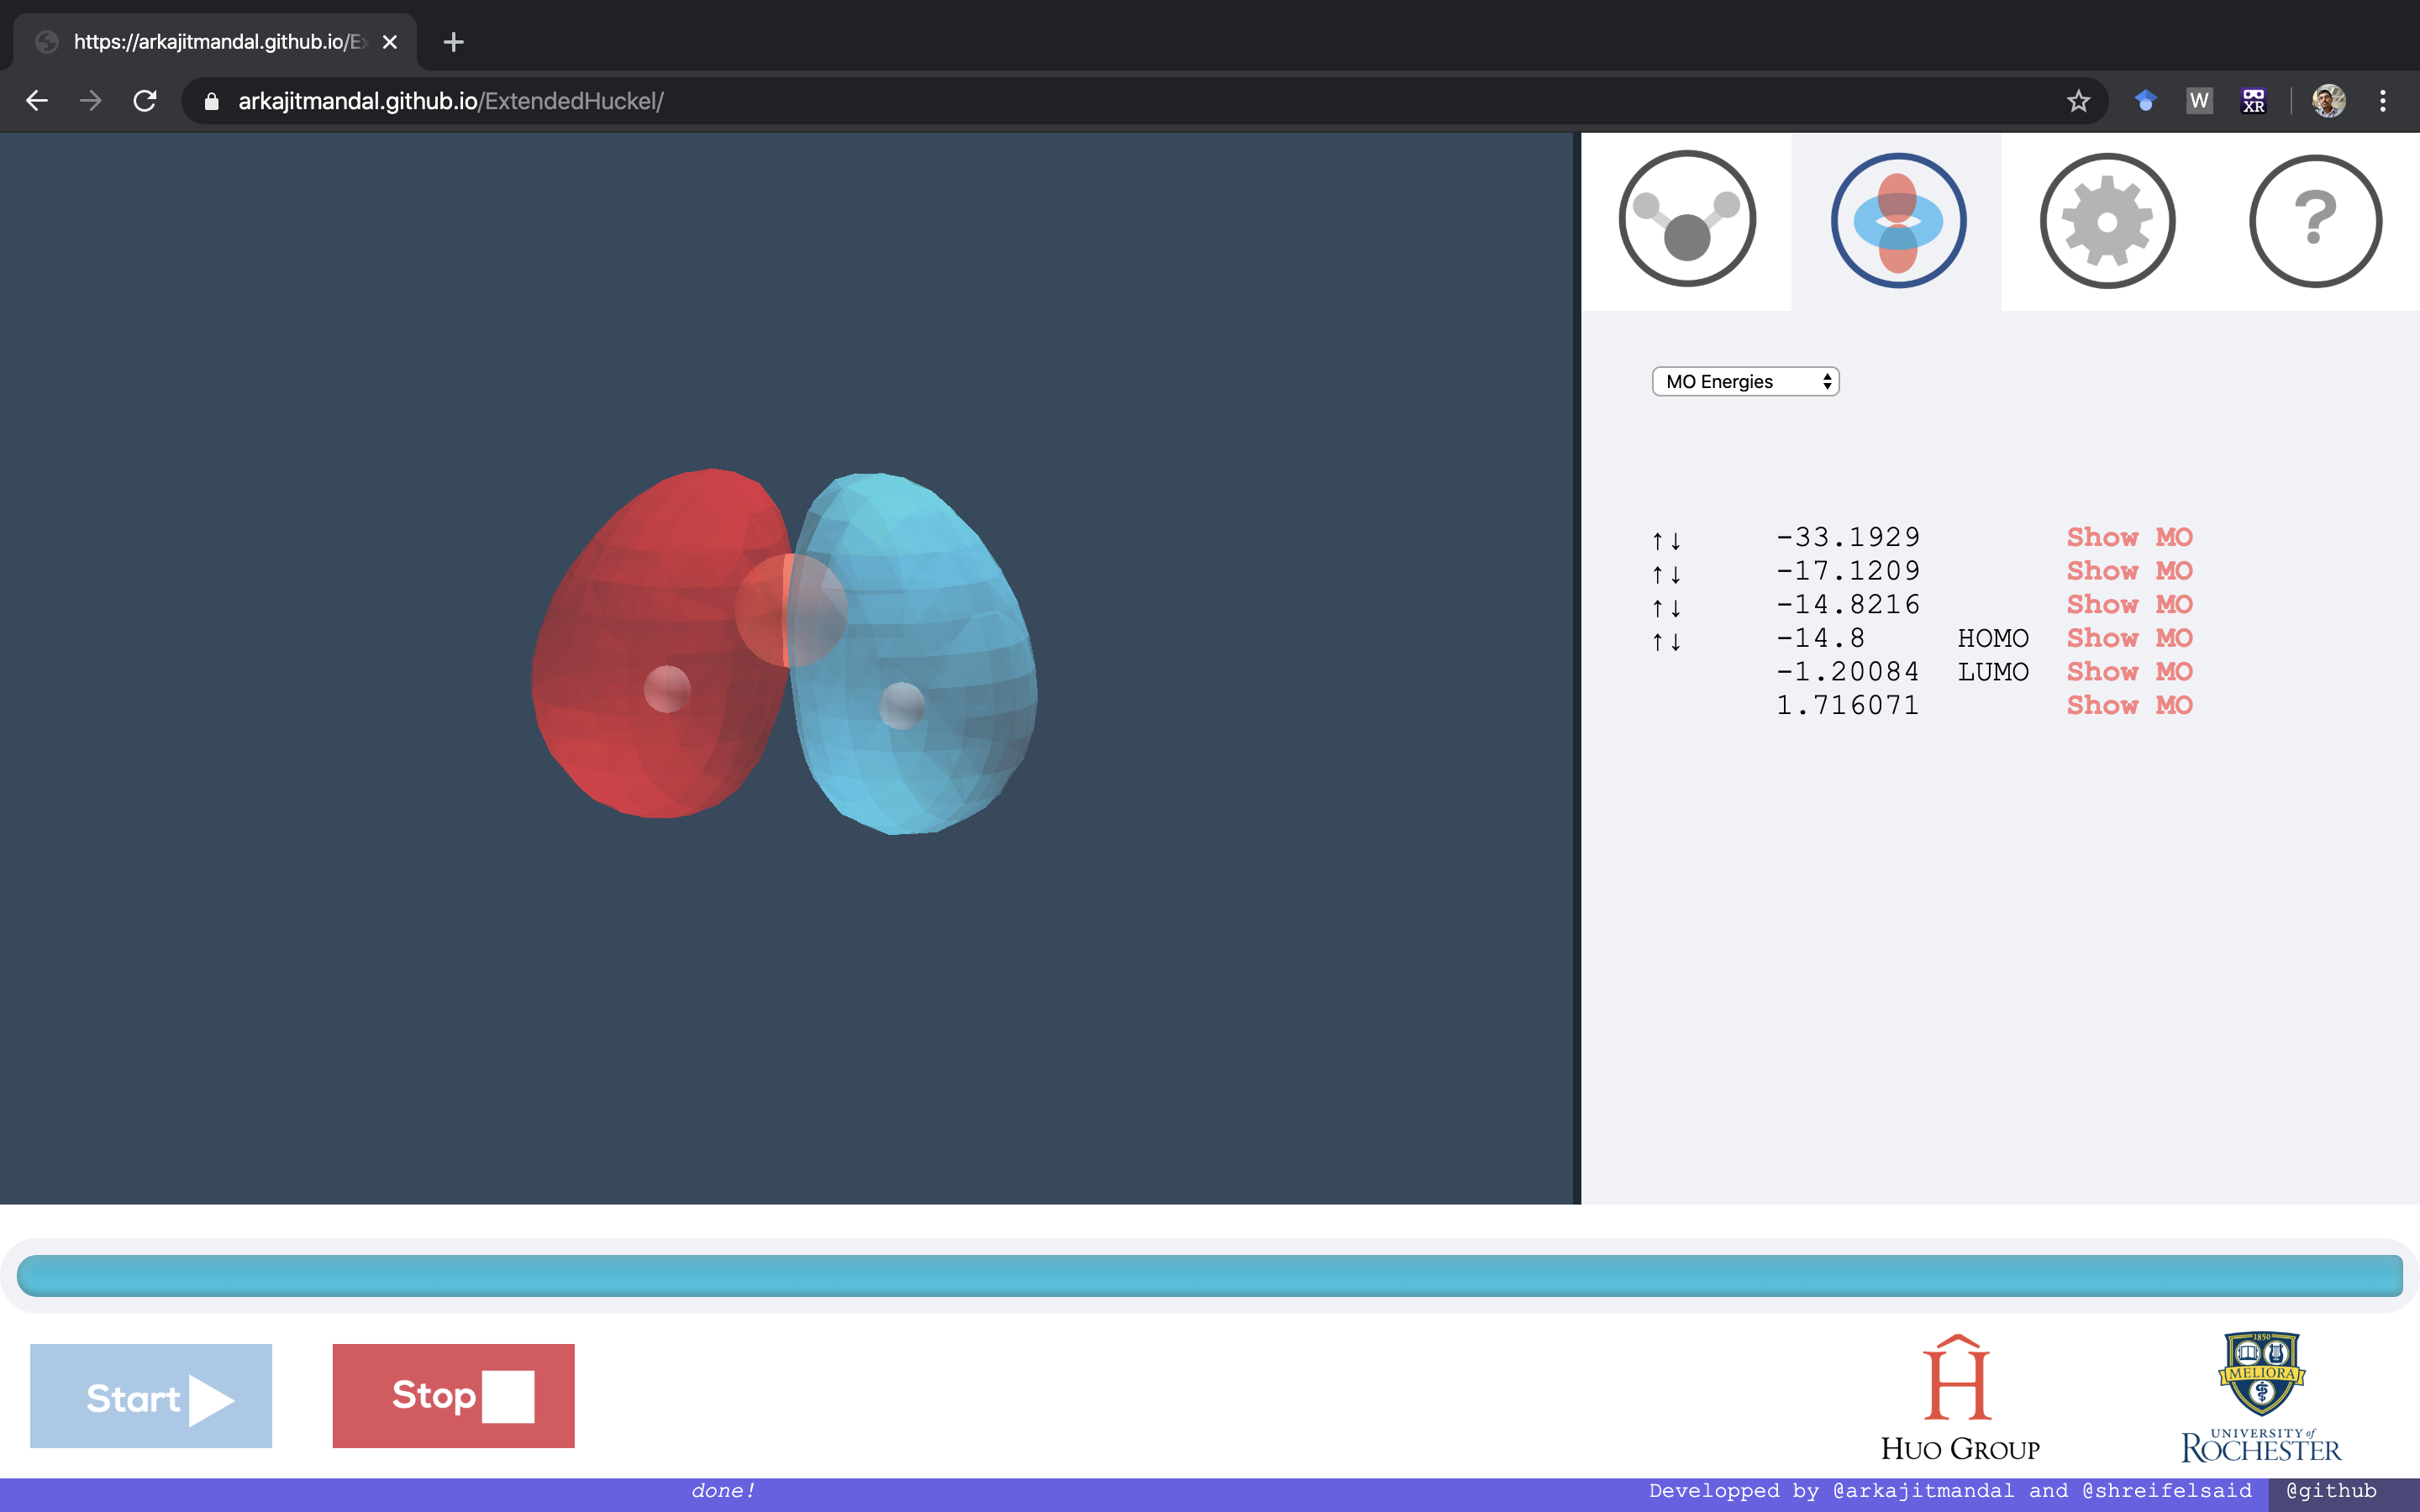 https://arkajitmandal.github.io/Ex
arkajitmandal.github.io/ExtendedHuckel/
W
XR
?
MO Energies
↑↓ -33.1929 Show MO
↑↓ -17.1209 Show MO
↑↓ -14.8216 Show MO
↑↓ -14.8 HOMO Show MO
-1.20084 LUMO Show MO
1.716071 Show MO
Start
Stop
H
HUO GROUP
1850
MELIORA
UNIVERSITY of
ROCHESTER
done!
Developped by @arkajitmandal and @shreifelsaid
@github